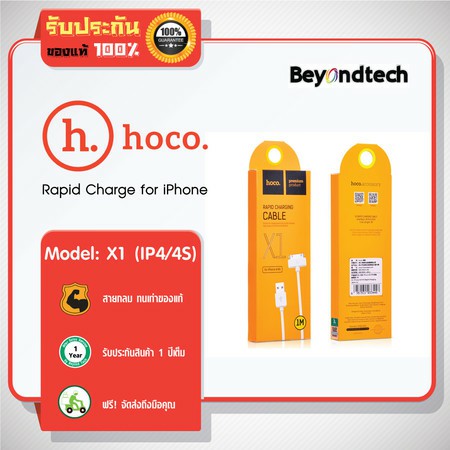 รับประกัน
ของแท้ 100%
100%
GUARANTEE
Beyondtech
h. hoco.
Rapid Charge for iPhone
Model: X1 (IP4/4S)
สายกลม ทนเท่าของแท้
1
Year
รับประกันสินค้า 1 ปีเต็ม
ฟรี! จัดส่งถึงมือคุณ
hoco.
premium
product
RAPID CHARGING
CABLE
X1
1M